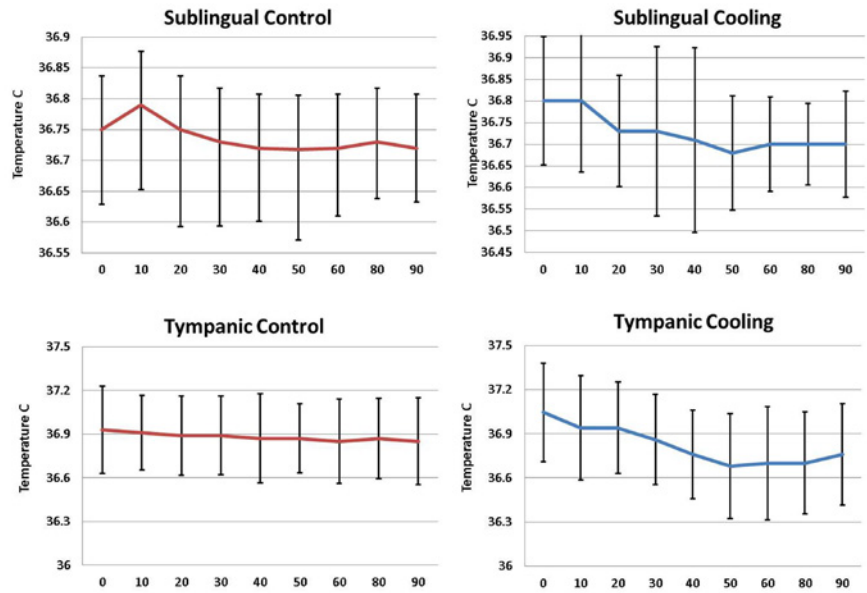 Sublingual Control
Temperature C
36.9
36.85
36.8
36.75
36.7
36.65
36.6
36.55
0 10 20 30 40 50 60 80 90
Sublingual Cooling
Temperature C
36.95
36.9
36.85
36.8
36.75
36.7
36.65
36.6
36.55
36.5
36.45
0 10 20 30 40 50 60 80 90
Tympanic Control
Temperature C
37.5
37.2
36.9
36.6
36.3
36
0 10 20 30 40 50 60 80 90
Tympanic Cooling
Temperature C
37.5
37.2
36.9
36.6
36.3
36
0 10 20 30 40 50 60 80 90